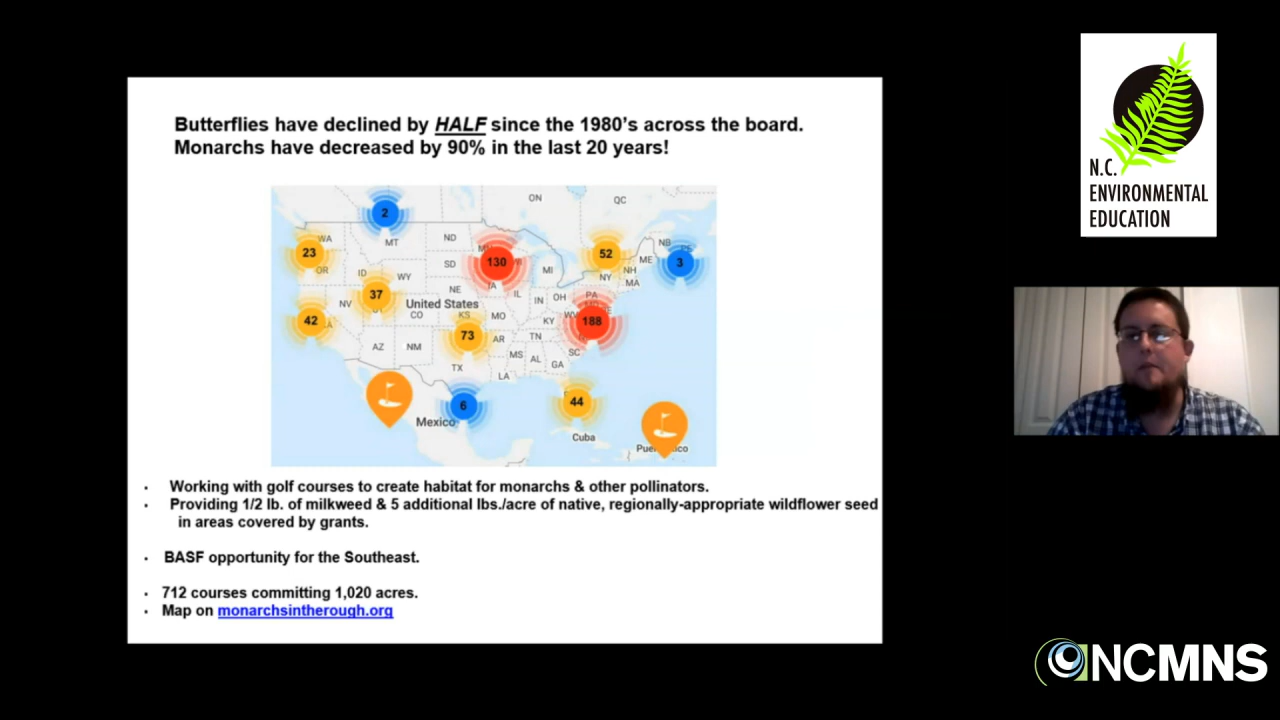 Butterflies have declined by HALF since the 1980's across the board.
Monarchs have decreased by 90% in the last 20 years!
ON
QC
2
WA
MT
ND
NB
23
130
52
3
OR
ID
SD
MI
ME
NH
WY
NY
MA
IA
NE
37
IL
IN
OH
PA
NV
United States
CO
KS
MO
KY
42
188
73
AR
TN
AZ
NM
MS
AL
SC
GA
TX
LA
6
44
Mexico
Cuba
• Working with golf courses to create habitat for monarchs & other pollinators.
• Providing 1/2 lb. of milkweed & 5 additional lbs./acre of native, regionally-appropriate wildflower seed
in areas covered by grants.
• BASF opportunity for the Southeast.
• 712 courses committing 1,020 acres.
• Map on monarchsintherough.org
N.C.
ENVIRONMENTAL
EDUCATION
NCMNS